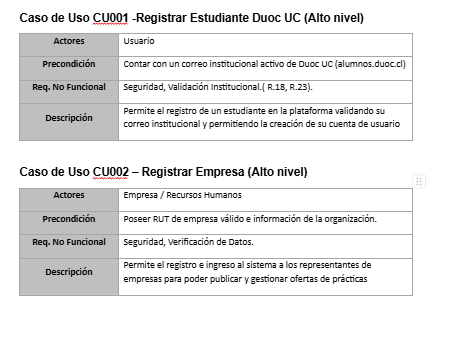 Caso de Uso CU001 -Registrar Estudiante Duoc UC (Alto nivel)
Actores Usuario
Precondición Contar con un correo institucional activo de Duoc UC (alumnos.duoc.cl)
Req. No Funcional Seguridad, Validación Institucional.( R.18, R.23).
Descripción Permite el registro de un estudiante en la plataforma validando su
correo institucional y permitiendo la creación de su cuenta de usuario
Caso de Uso CU002 – Registrar Empresa (Alto nivel)
Actores Empresa / Recursos Humanos
Precondición Poseer RUT de empresa válido e información de la organización.
Req. No Funcional Seguridad, Verificación de Datos.
Descripción Permite el registro e ingreso al sistema a los representantes de
empresas para poder publicar y gestionar ofertas de prácticas